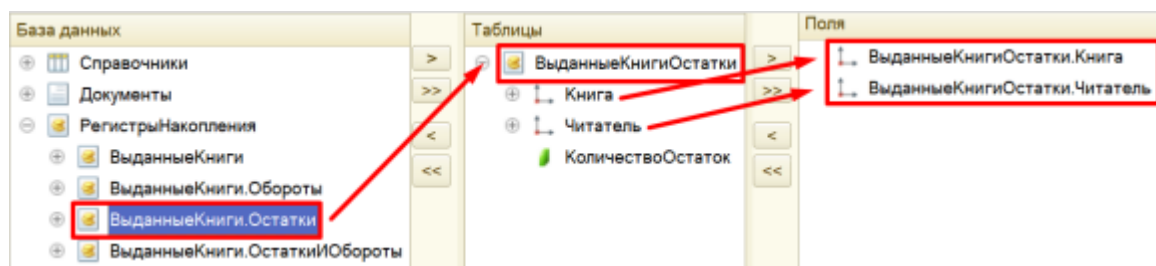 База данных
Справочники
Документы
РегистрыНакопления
ВыданныеКниги
ВыданныеКниги.Обороты
ВыданныеКниги.Остатки
ВыданныеКниги.ОстаткиИОбороты
>
>>
<
<<
Таблицы
ВыданныеКнигиОстатки
Книга
Читатель
КоличествоОстаток
>
>>
<
<<
Поля
ВыданныеКнигиОстатки.Книга
ВыданныеКнигиОстатки.Читатель